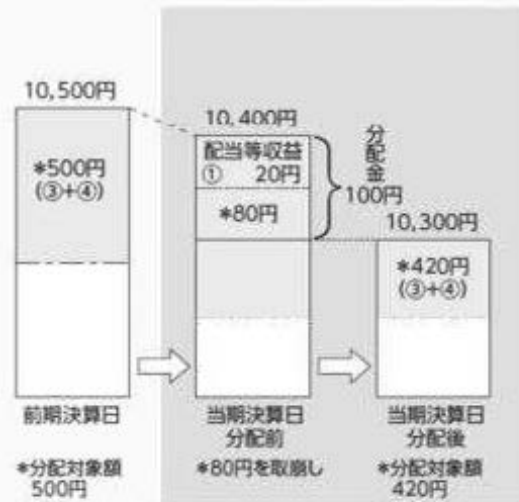 10,500円
*500円
(③+④)
前期決算日
*分配対象額
500円
10,400円
配当等収益
① 20円
*80円
分配金
100円
当期決算日
分配前
*80円を取崩し
10,300円
*420円
(③+④)
当期決算日
分配後
*分配対象額
420円